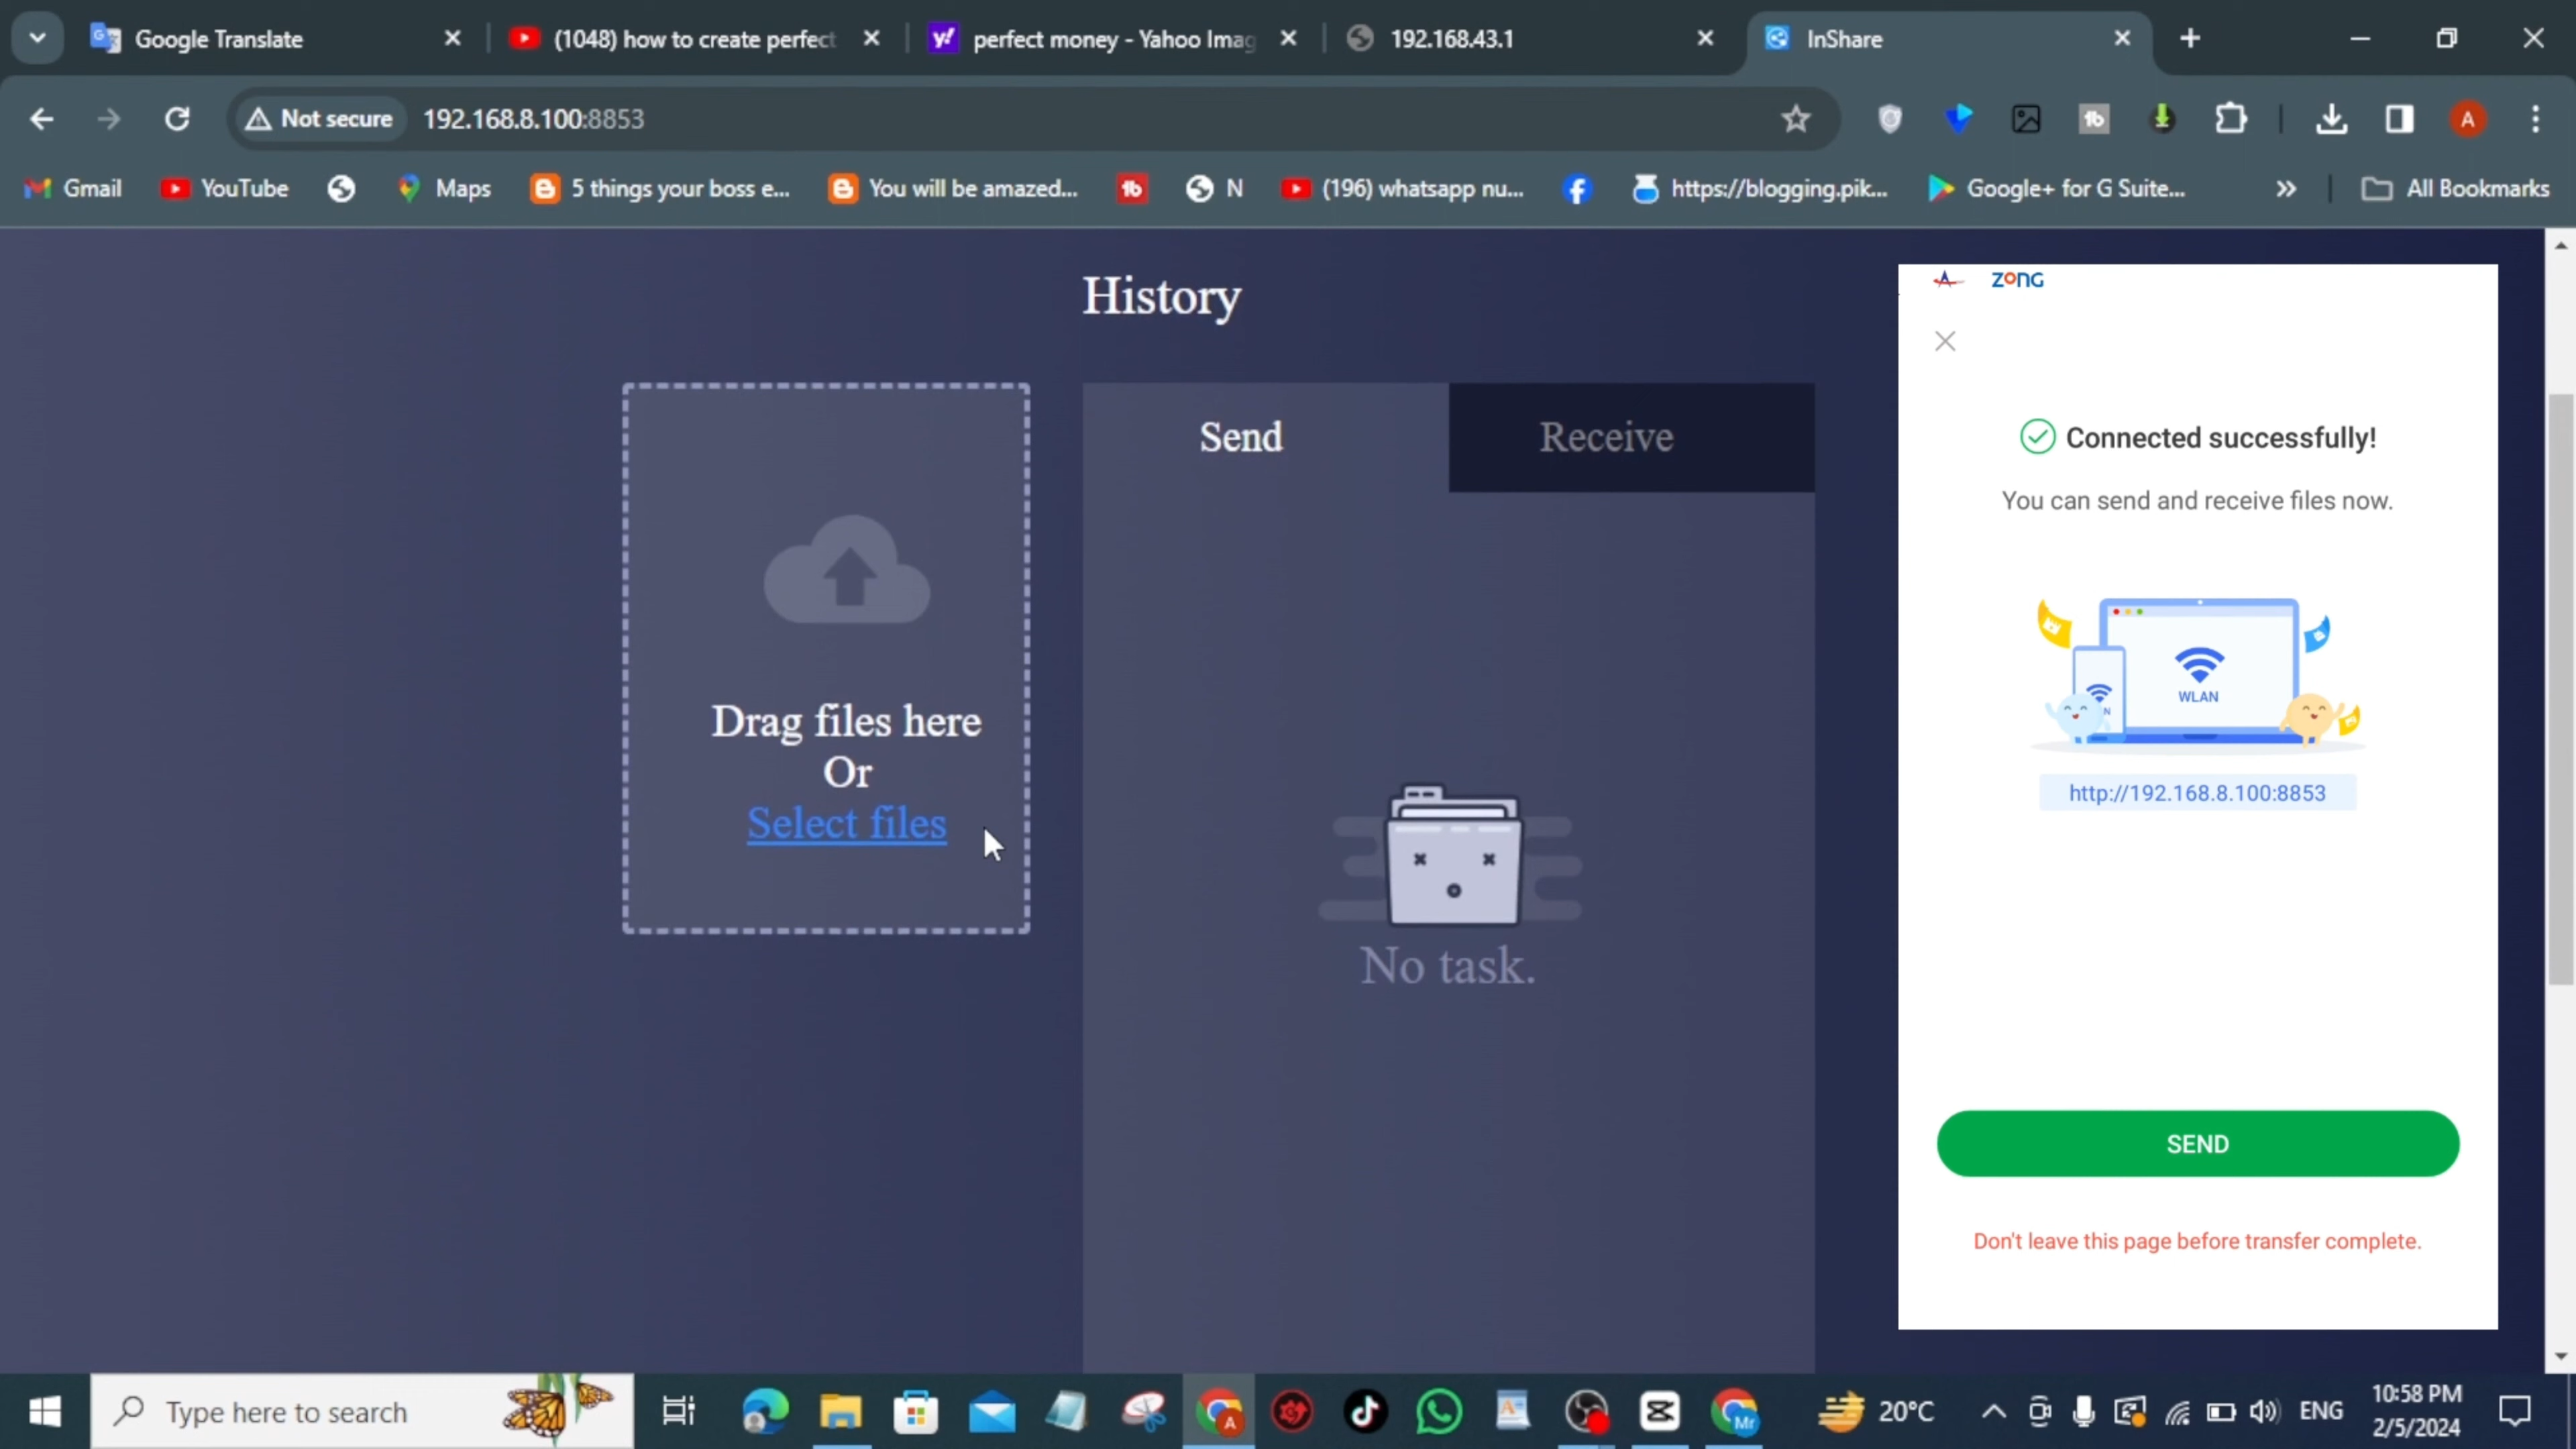 Google Translate
(1048) how to create perfect
perfect money - Yahoo Imag
192.168.43.1
InShare
Not secure
192.168.8.100:8853
A
Gmail
YouTube
Maps
5 things your boss e...
You will be amazed...
N
(196) whatsapp nu...
https://blogging.pik...
Google+ for G Suite...
All Bookmarks
History
Drag files here
Or
Select files
Send
Receive
No task.
ZONG
Connected successfully!
You can send and receive files now.
WLAN
http://192.168.8.100:8853
SEND
Don't leave this page before transfer complete.
Type here to search
A
Mr
20°C
ENG
10:58 PM
2/5/2024